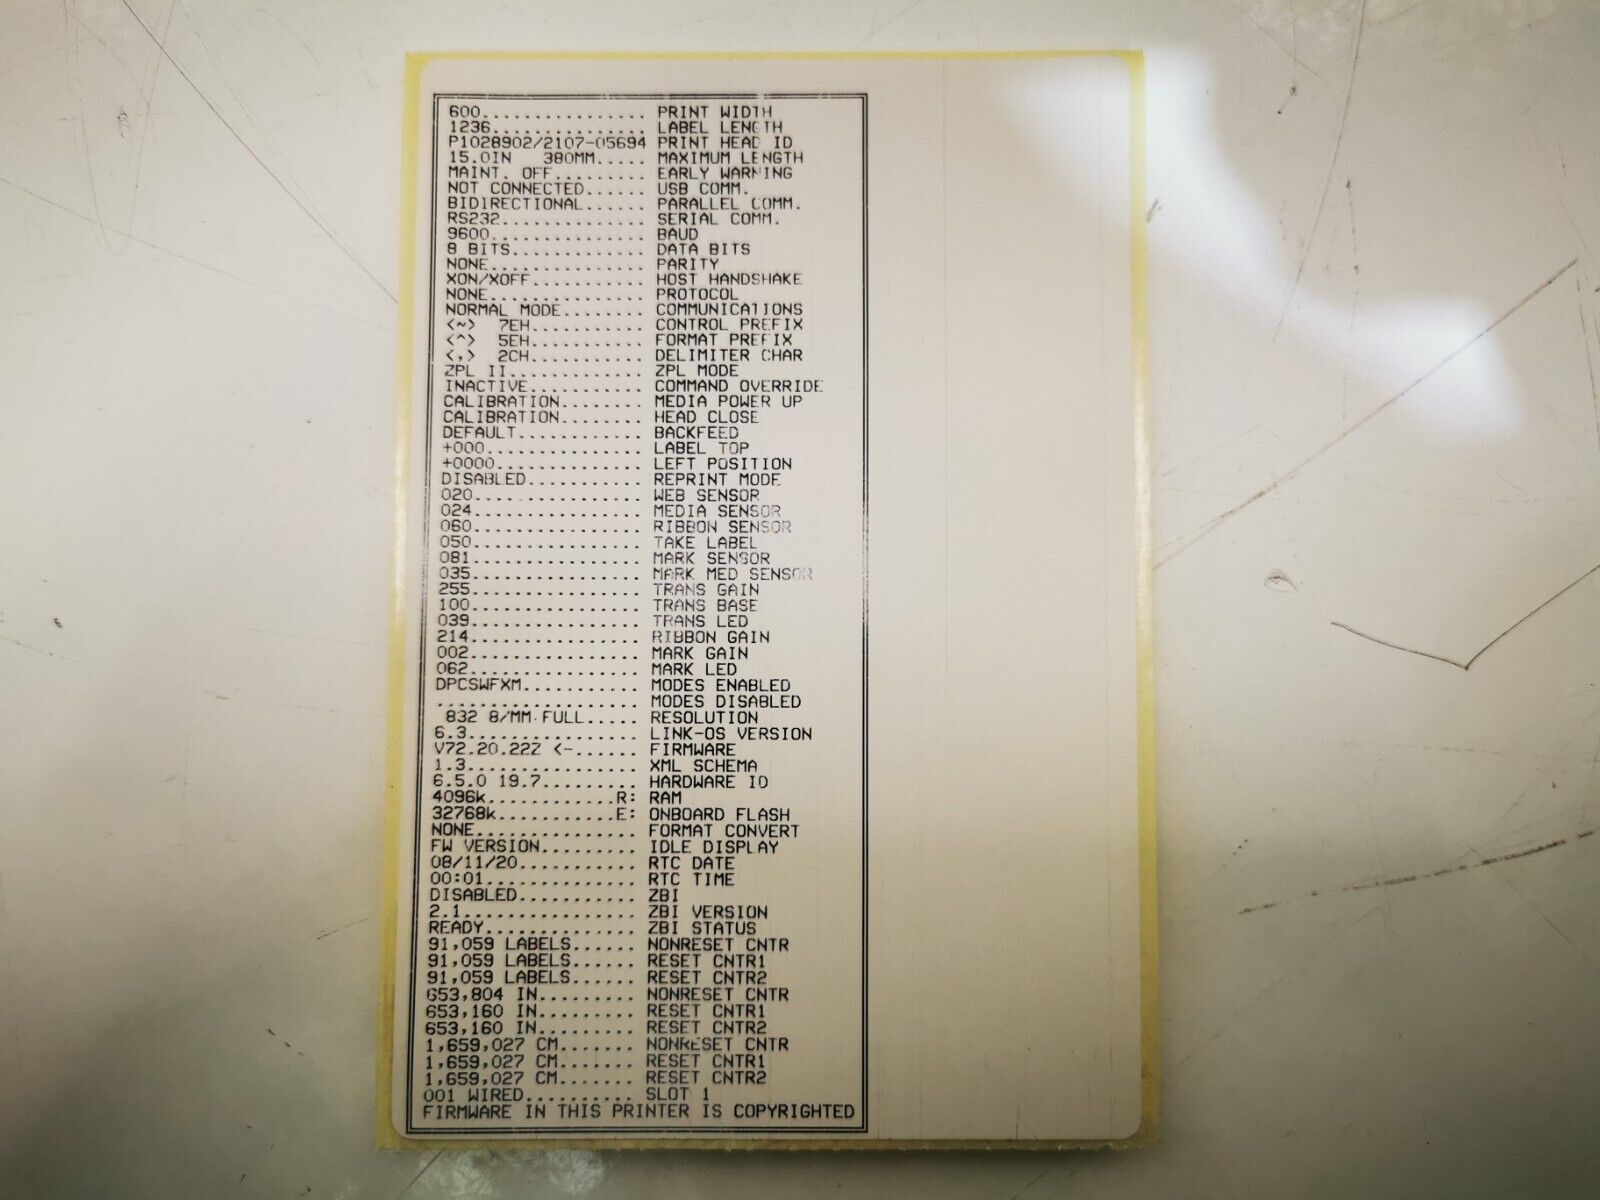 600................ PRINT WIDTH
1236............... LABEL LENGTH
P1028902/2107-05694 PRINT HEAD ID
15.0IN   380MM..... MAXIMUM LENGTH
MAINT. OFF......... EARLY WARNING
NOT CONNECTED...... USB COMM.
BIDIRECTIONAL...... PARALLEL COMM.
RS232.............. SERIAL COMM.
9600............... BAUD
8 BITS............. DATA BITS
NONE............... PARITY
XON/XOFF........... HOST HANDSHAKE
NONE............... PROTOCOL
NORMAL MODE........ COMMUNICATIONS
<~>  7EH........... CONTROL PREFIX
<^>  5EH........... FORMAT PREFIX
<,>  2CH........... DELIMITER CHAR
ZPL II............. ZPL MODE
INACTIVE........... COMMAND OVERRIDE
CALIBRATION........ MEDIA POWER UP
CALIBRATION........ HEAD CLOSE
DEFAULT............ BACKFEED
+000............... LABEL TOP
+0000.............. LEFT POSITION
DISABLED........... REPRINT MODE
020................ WEB SENSOR
024................ MEDIA SENSOR
060................ RIBBON SENSOR
050................ TAKE LABEL
081................ MARK SENSOR
035................ MARK MED SENSOR
255................ TRANS GAIN
100................ TRANS BASE
039................ TRANS LED
214................ RIBBON GAIN
002................ MARK GAIN
062................ MARK LED
DPCSWFXM........... MODES ENABLED
................... MODES DISABLED
832 8/MM FULL..... RESOLUTION
6.3................ LINK-OS VERSION
V72.20.22Z <-...... FIRMWARE
1.3................ XML SCHEMA
6.5.0 19.7......... HARDWARE ID
4096k............R: RAM
32768k...........E: ONBOARD FLASH
NONE............... FORMAT CONVERT
FW VERSION......... IDLE DISPLAY
08/11/20........... RTC DATE
00:01.............. RTC TIME
DISABLED........... ZBI
2.1................ ZBI VERSION
READY.............. ZBI STATUS
91,059 LABELS...... NONRESET CNTR
91,059 LABELS...... RESET CNTR1
91,059 LABELS...... RESET CNTR2
653,804 IN......... NONRESET CNTR
653,160 IN......... RESET CNTR1
653,160 IN......... RESET CNTR2
1,659,027 CM....... NONRESET CNTR
1,659,027 CM....... RESET CNTR1
1,659,027 CM....... RESET CNTR2
001 WIRED.......... SLOT 1
FIRMWARE IN THIS PRINTER IS COPYRIGHTED